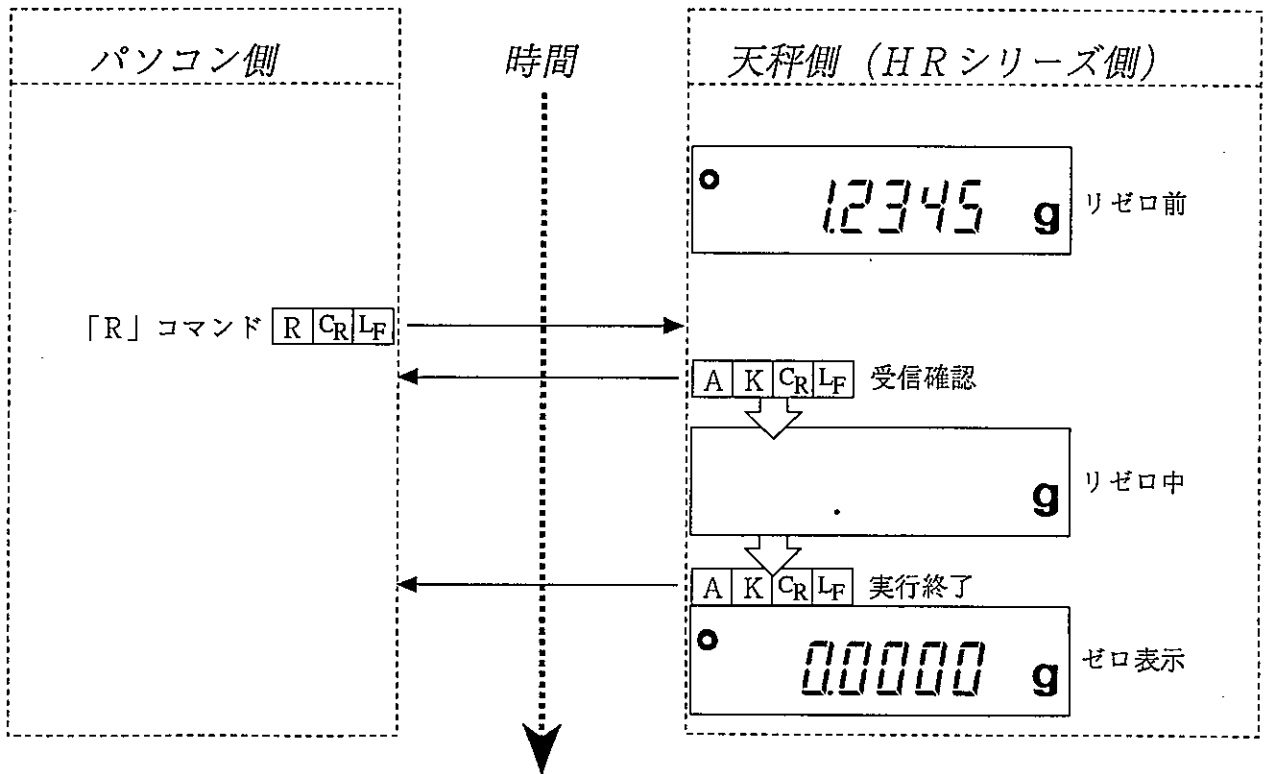 パソコン側 時間 天秤側（HRシリーズ側）
1.2345 g リゼロ前
「R」コマンド R CR LF
A K CR LF 受信確認
. g リゼロ中
A K CR LF 実行終了
0.0000 g ゼロ表示